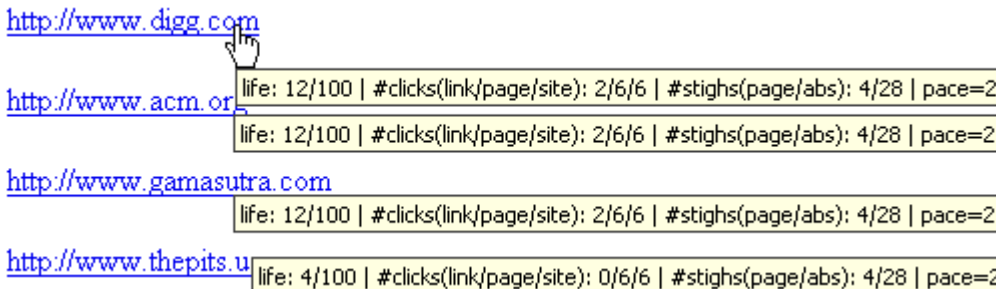 http://www.digg.com
life: 12/100 | #clicks(link/page/site): 2/6/6 | #stighs(page/abs): 4/28 | pace=2
http://www.acm.org
life: 12/100 | #clicks(link/page/site): 2/6/6 | #stighs(page/abs): 4/28 | pace=2
http://www.gamasutra.com
life: 12/100 | #clicks(link/page/site): 2/6/6 | #stighs(page/abs): 4/28 | pace=2
http://www.thepits.u
life: 4/100 | #clicks(link/page/site): 0/6/6 | #stighs(page/abs): 4/28 | pace=2